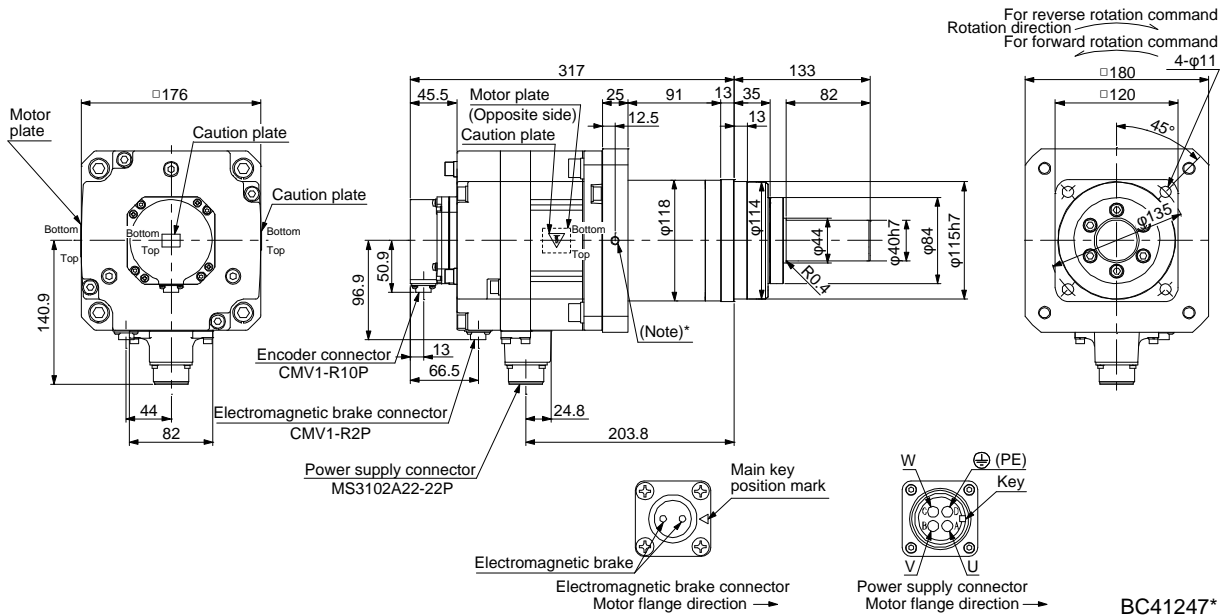 For reverse rotation command
Rotation direction
For forward rotation command
4-φ11
317
133
□180
□176
45.5
Motor plate
(Opposite side)
Caution plate
25
91
13
35
82
□120
12.5
13
45°
Motor
plate
Caution plate
Caution plate
Bottom
Top
Bottom
Top
Bottom
Top
Bottom
Top
140.9
96.9
50.9
φ118
φ114
φ44
φ40h7
φ84
φ115h7
R0.4
φ135
(Note)*
Encoder connector
CMV1-R10P
13
66.5
44
82
Electromagnetic brake connector
CMV1-R2P
24.8
203.8
Power supply connector
MS3102A22-22P
Main key
position mark
Electromagnetic brake
Electromagnetic brake connector
Motor flange direction
W
(PE)
Key
C
D
B
A
V
U
Power supply connector
Motor flange direction
BC41247*